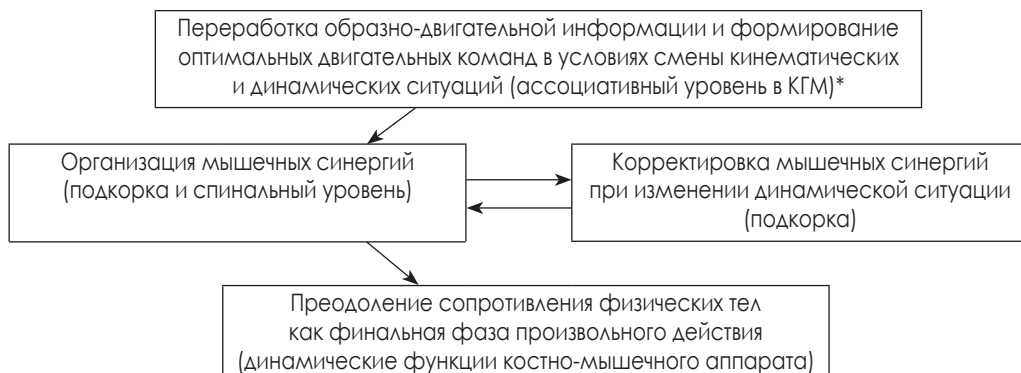 Переработка образно-двигательной информации и формирование
оптимальных двигательных команд в условиях смены кинематических
и динамических ситуаций (ассоциативный уровень в КГМ)*
Организация мышечных синергий
(подкорка и спинальный уровень)
Корректировка мышечных синергий
при изменении динамической ситуации
(подкорка)
Преодоление сопротивления физических тел
как финальная фаза произвольного действия
(динамические функции костно-мышечного аппарата)